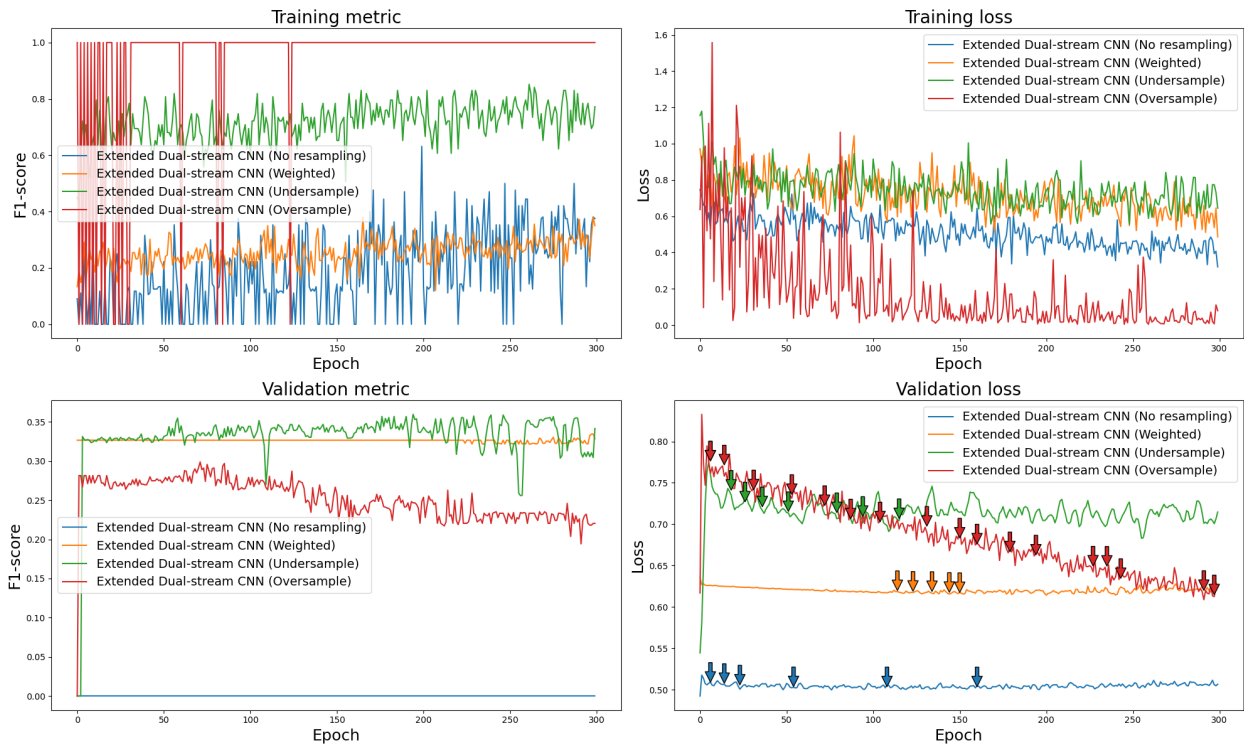 Training metric
F1-score
1.0
0.8
0.6
0.4
0.2
0.0
Extended Dual-stream CNN (No resampling)
Extended Dual-stream CNN (Weighted)
Extended Dual-stream CNN (Undersample)
Extended Dual-stream CNN (Oversample)
0
50
100
150
200
250
300
Epoch
Training loss
Loss
1.6
1.4
1.2
1.0
0.8
0.6
0.4
0.2
0.0
Extended Dual-stream CNN (No resampling)
Extended Dual-stream CNN (Weighted)
Extended Dual-stream CNN (Undersample)
Extended Dual-stream CNN (Oversample)
0
50
100
150
200
250
300
Epoch
Validation metric
F1-score
0.35
0.30
0.25
0.20
0.15
0.10
0.05
0.00
Extended Dual-stream CNN (No resampling)
Extended Dual-stream CNN (Weighted)
Extended Dual-stream CNN (Undersample)
Extended Dual-stream CNN (Oversample)
0
50
100
150
200
250
300
Epoch
Validation loss
Loss
0.80
0.75
0.70
0.65
0.60
0.55
0.50
Extended Dual-stream CNN (No resampling)
Extended Dual-stream CNN (Weighted)
Extended Dual-stream CNN (Undersample)
Extended Dual-stream CNN (Oversample)
0
50
100
150
200
250
300
Epoch